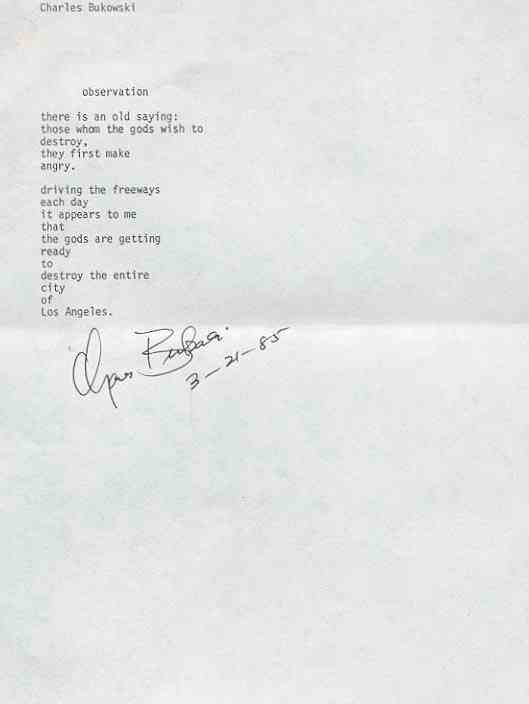 Charles Bukowski
observation
there is an old saying:
those whom the gods wish to
destroy,
they first make
angry.
driving the freeways
each day
it appears to me
that
the gods are getting
ready
to
destroy the entire
city
of
Los Angeles.
3-21-85